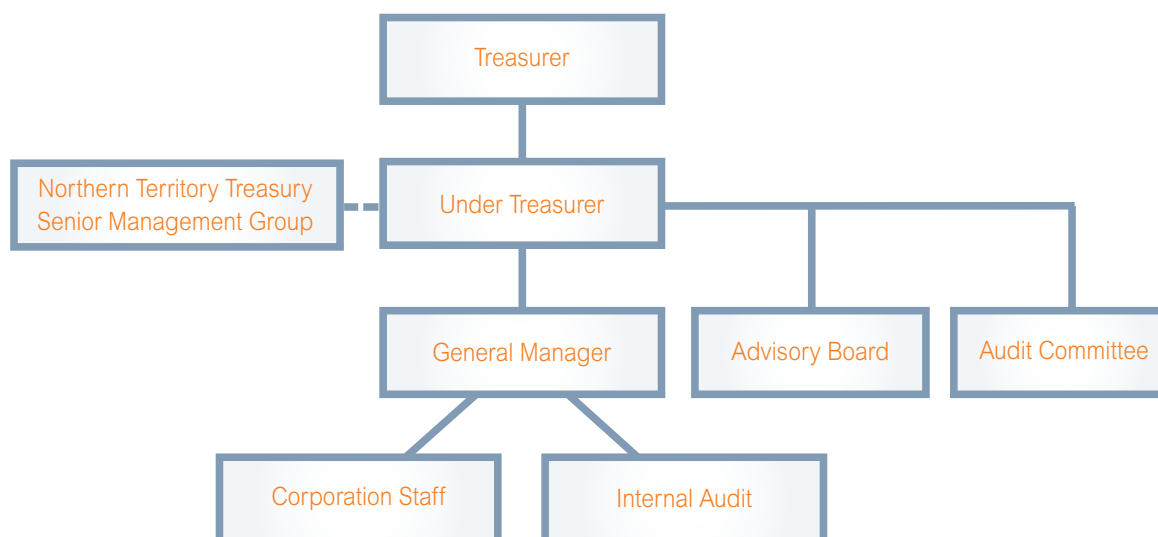 Treasurer
Northern Territory Treasury
Senior Management Group
Under Treasurer
General Manager
Advisory Board
Audit Committee
Corporation Staff
Internal Audit